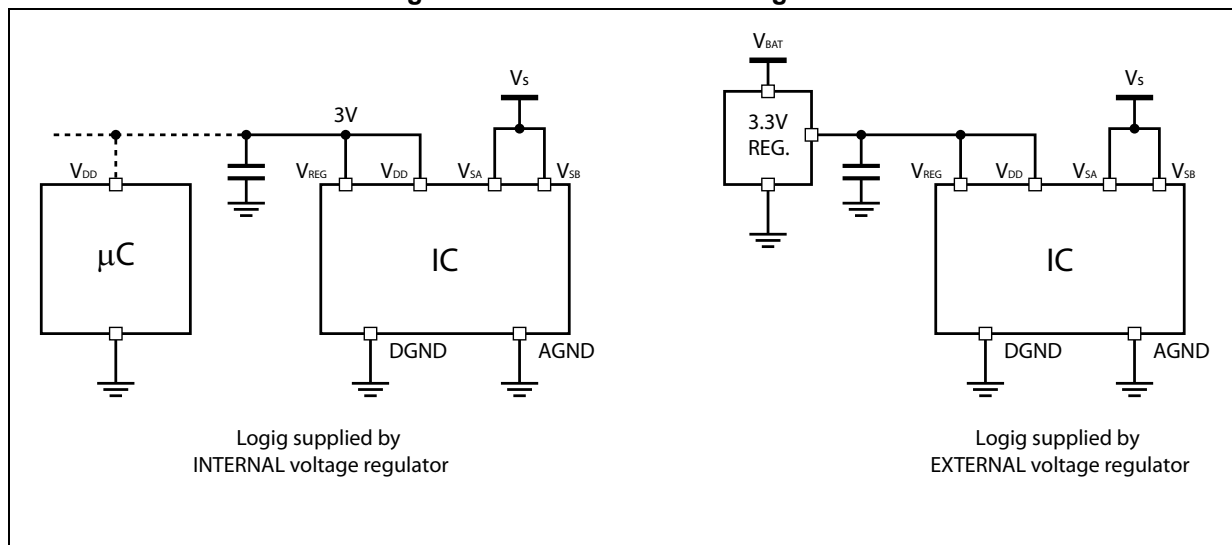 3V
VDD
VREG
VDD
VSA
VSB
VS
μC
IC
DGND
AGND
Logig supplied by
INTERNAL voltage regulator
VBAT
3.3V
REG.
VREG
VDD
VSA
VSB
VS
IC
DGND
AGND
Logig supplied by
EXTERNAL voltage regulator